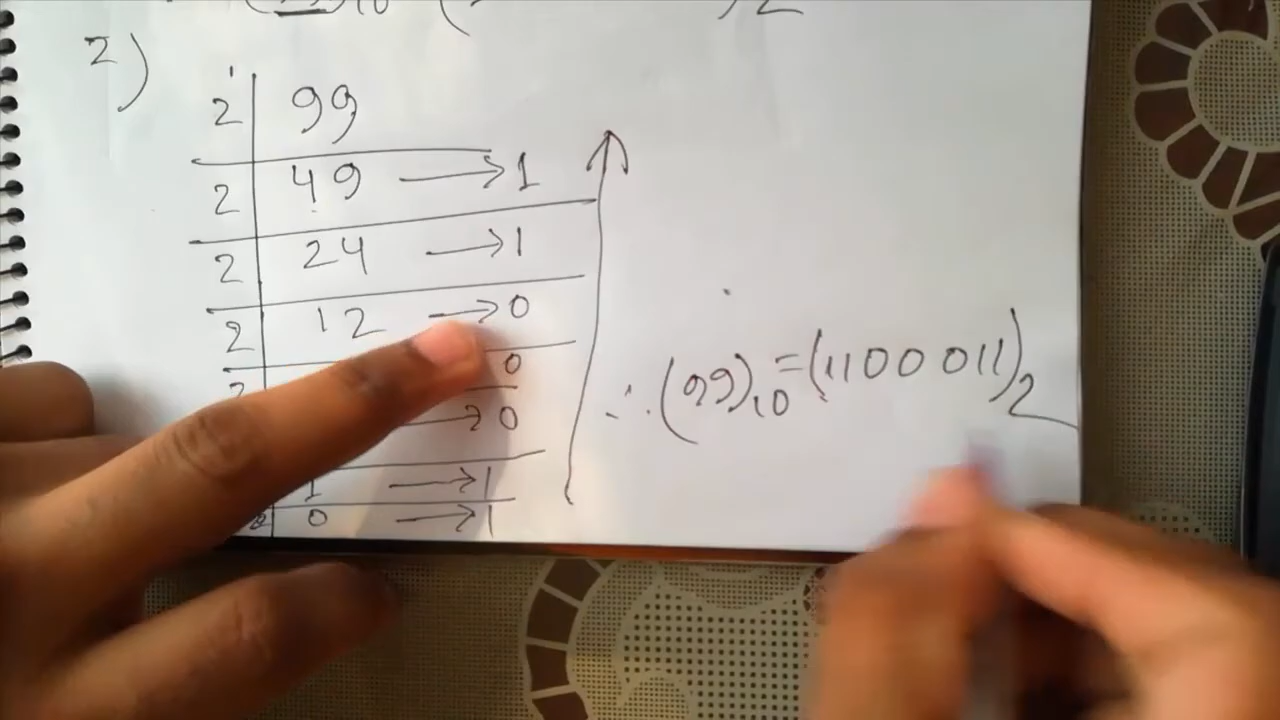 2)
2 99
2 49 → 1
2 24 → 1
2 12 → 0
0
→ 0
1 → 1
0 → 1
∴ (99)10 = (1100011)2